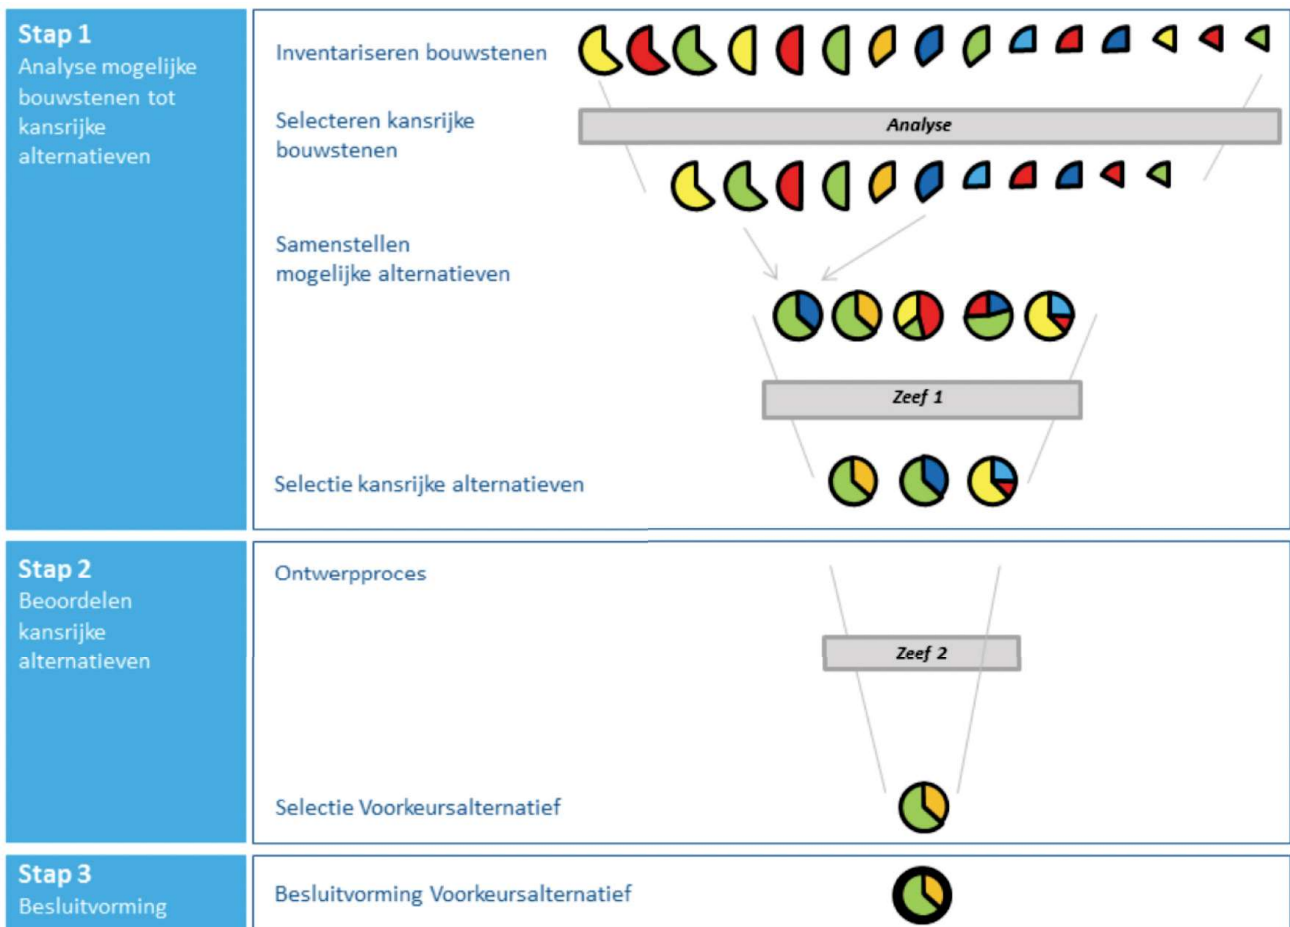 Stap 1
Analyse mogelijke
bouwstenen tot
kansrijke
alternatieven
Inventariseren bouwstenen
Selecteren kansrijke
bouwstenen
Analyse
Samenstellen
mogelijke alternatieven
Zeef 1
Selectie kansrijke alternatieven
Stap 2
Beoordelen
kansrijke
alternatieven
Ontwerpproces
Zeef 2
Selectie Voorkeursalternatief
Stap 3
Besluitvorming
Besluitvorming Voorkeursalternatief